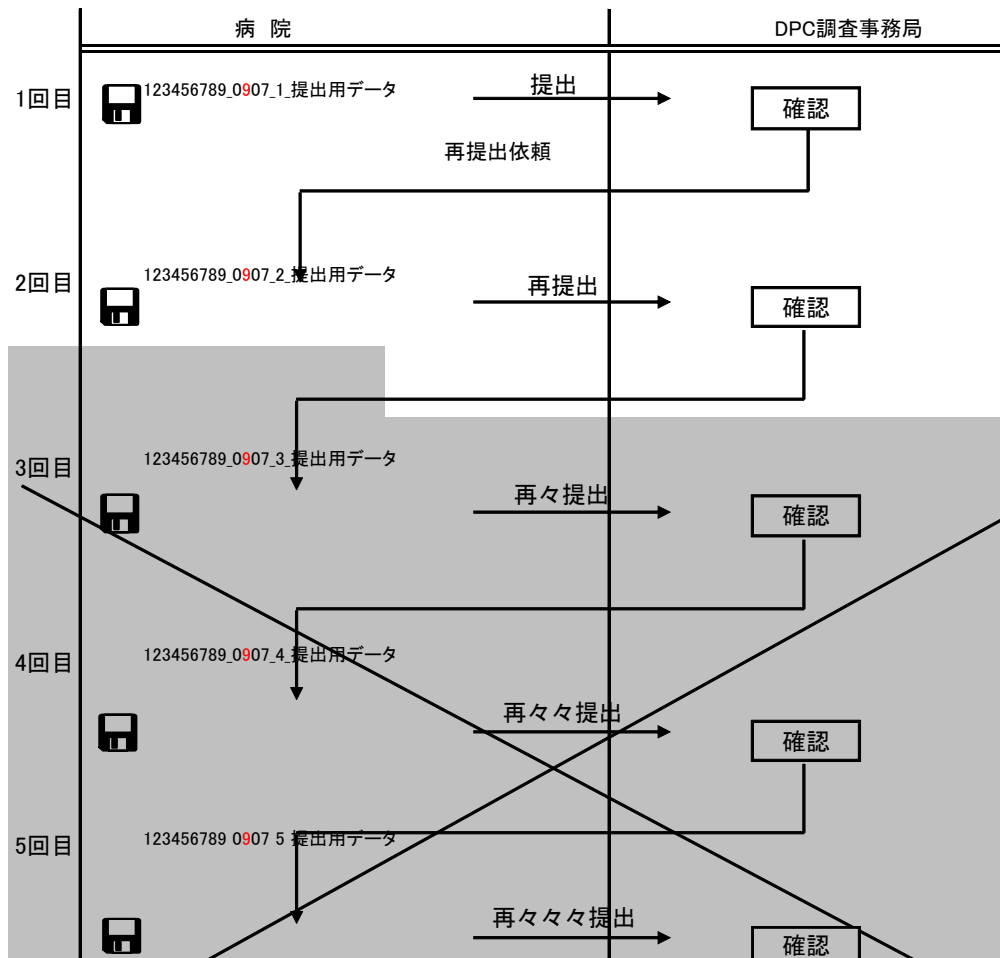 病 院
DPC調査事務局
1回目
123456789_0907_1_提出用データ
提出
確認
再提出依頼
2回目
123456789_0907_2_提出用データ
再提出
確認
3回目
123456789_0907_3_提出用データ
再々提出
確認
4回目
123456789_0907_4_提出用データ
再々々提出
確認
5回目
123456789 0907 5 提出用データ
再々々々提出
確認